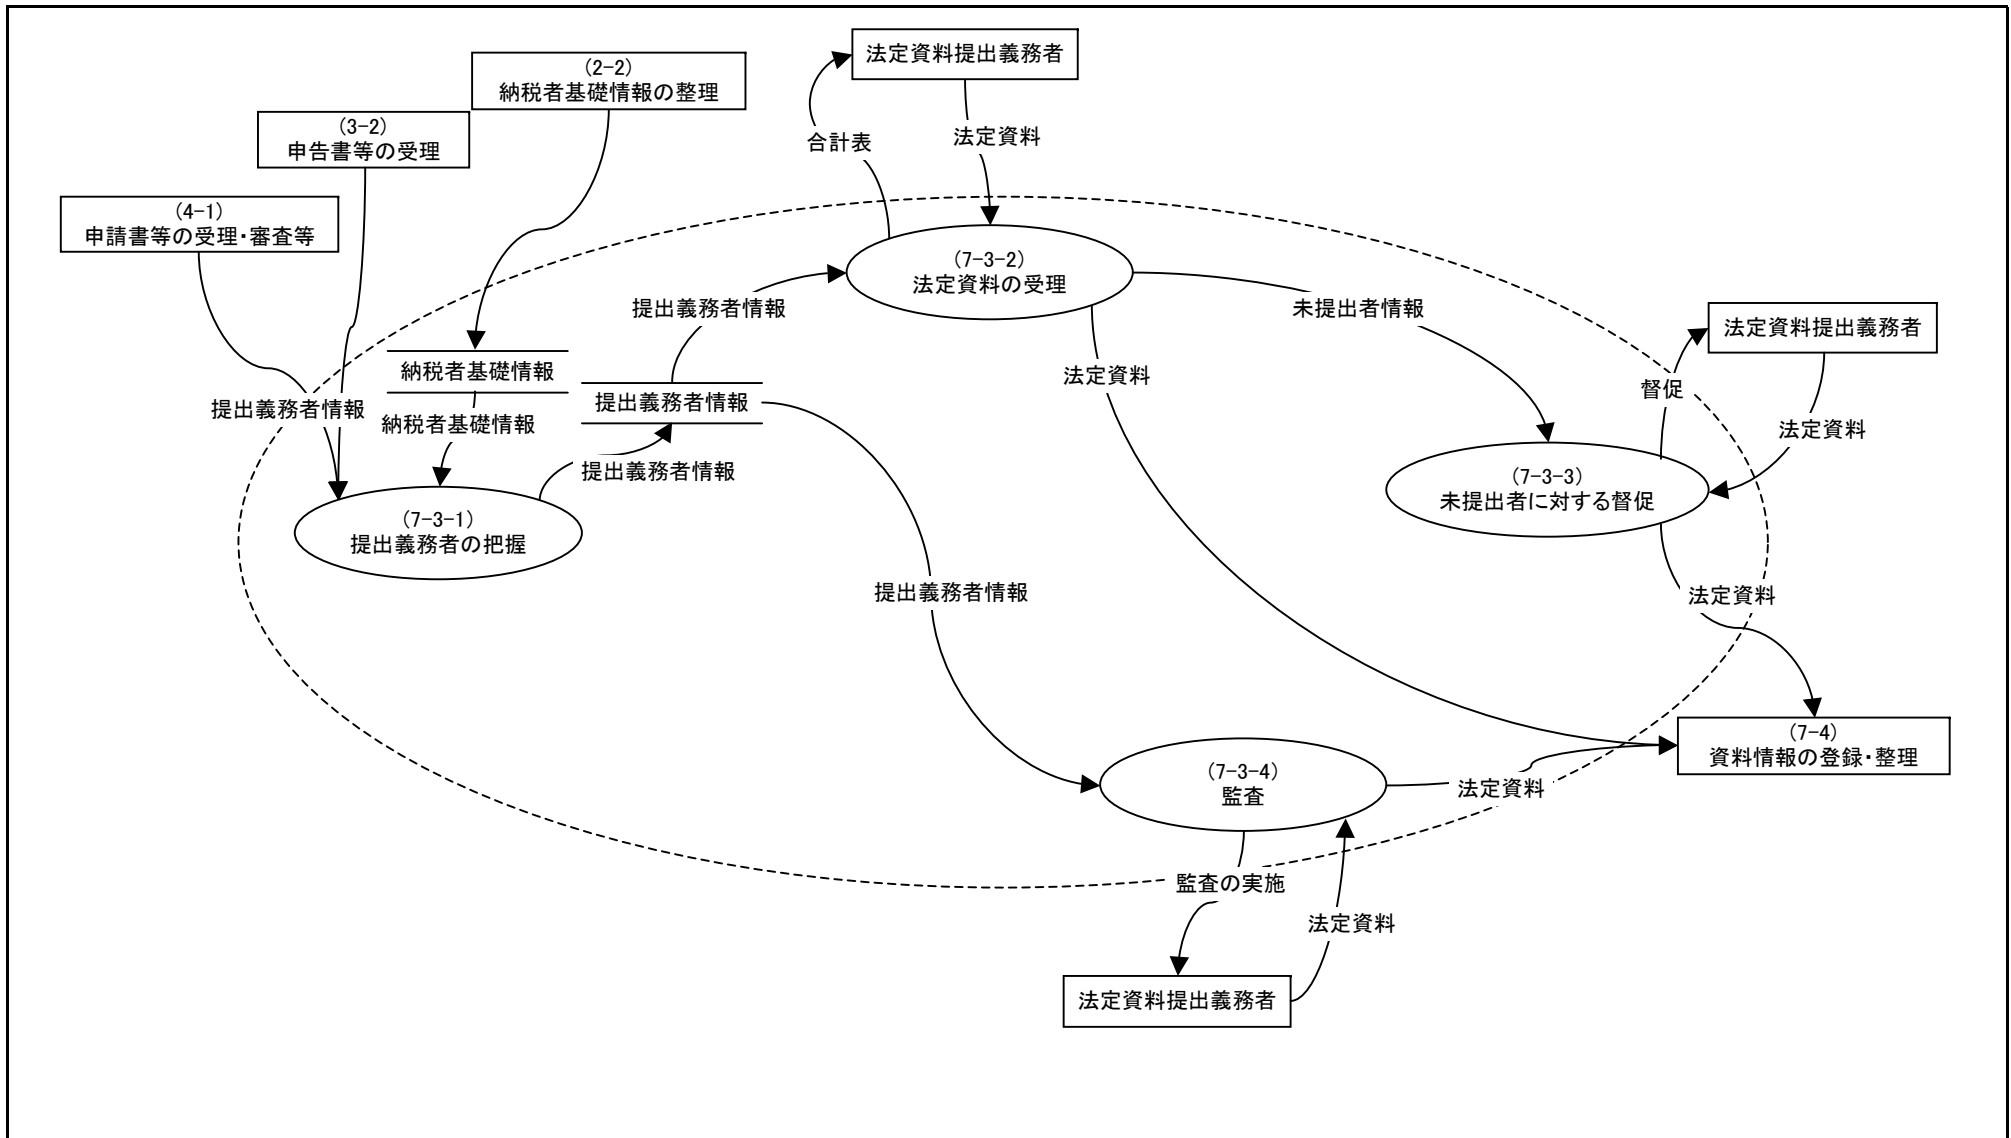 法定資料提出義務者
(2-2)
納税者基礎情報の整理
(3-2)
申告書等の受理
合計表
法定資料
(4-1)
申請書等の受理・審査等
(7-3-2)
法定資料の受理
提出義務者情報
未提出者情報
法定資料提出義務者
納税者基礎情報
法定資料
督促
提出義務者情報
提出義務者情報
納税者基礎情報
法定資料
提出義務者情報
(7-3-3)
未提出者に対する督促
(7-3-1)
提出義務者の把握
提出義務者情報
法定資料
(7-4)
資料情報の登録・整理
(7-3-4)
監査
法定資料
監査の実施
法定資料
法定資料提出義務者